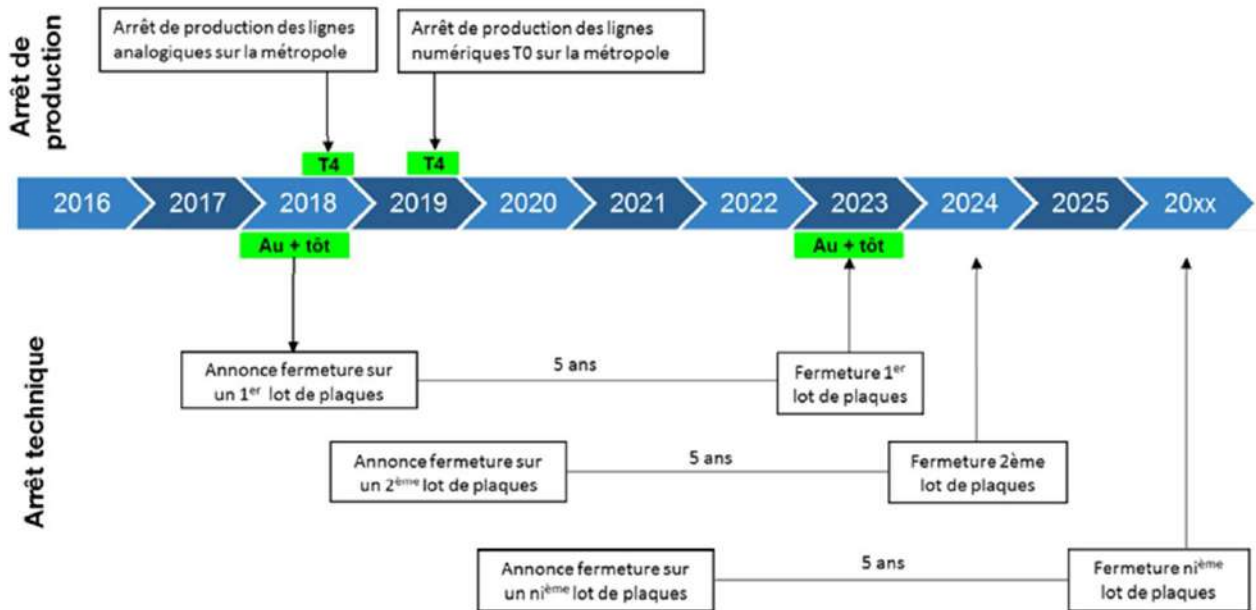 Arrêt de
production
Arrêt de production des lignes
analogiques sur la métropole
Arrêt de production des lignes
numériques T0 sur la métropole
T4
T4
2016
2017
2018
2019
2020
2021
2022
2023
2024
2025
20xx
Au + tôt
Au + tôt
Arrêt technique
Annonce fermeture sur
un 1er lot de plaques
5 ans
Fermeture 1er
lot de plaques
Annonce fermeture sur
un 2ème lot de plaques
5 ans
Fermeture 2ème
lot de plaques
Annonce fermeture sur
un nième lot de plaques
5 ans
Fermeture nième
lot de plaques